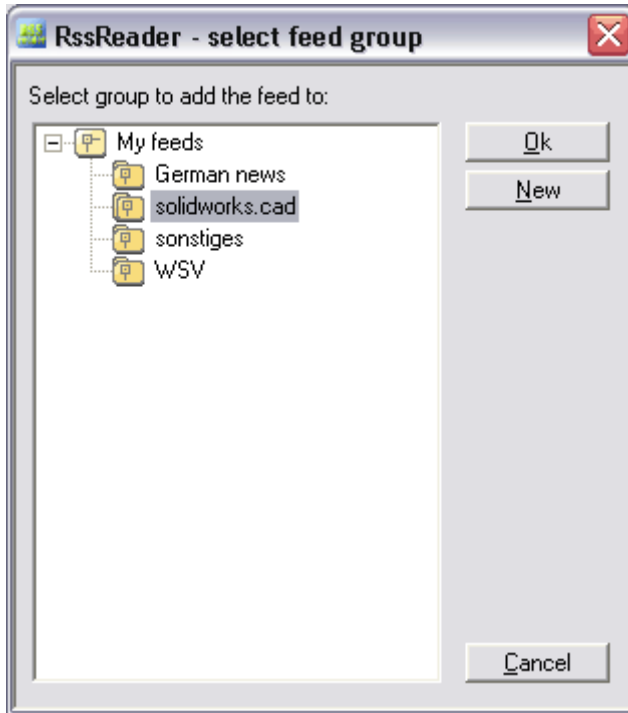 RssReader - select feed group
Select group to add the feed to:
My feeds
German news
solidworks.cad
sonstiges
WSV
Ok
New
Cancel